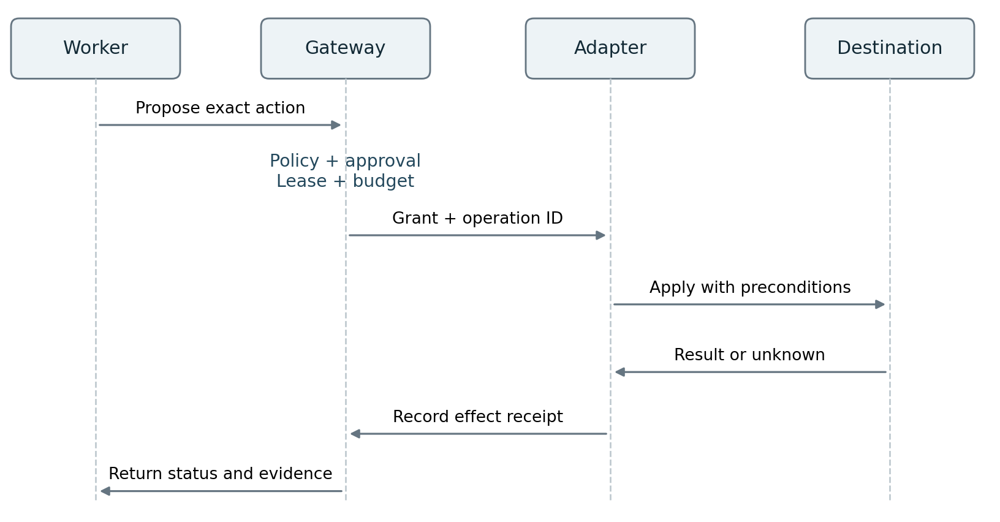 Worker
Gateway
Adapter
Destination
Propose exact action
Policy + approval
Lease + budget
Grant + operation ID
Apply with preconditions
Result or unknown
Record effect receipt
Return status and evidence